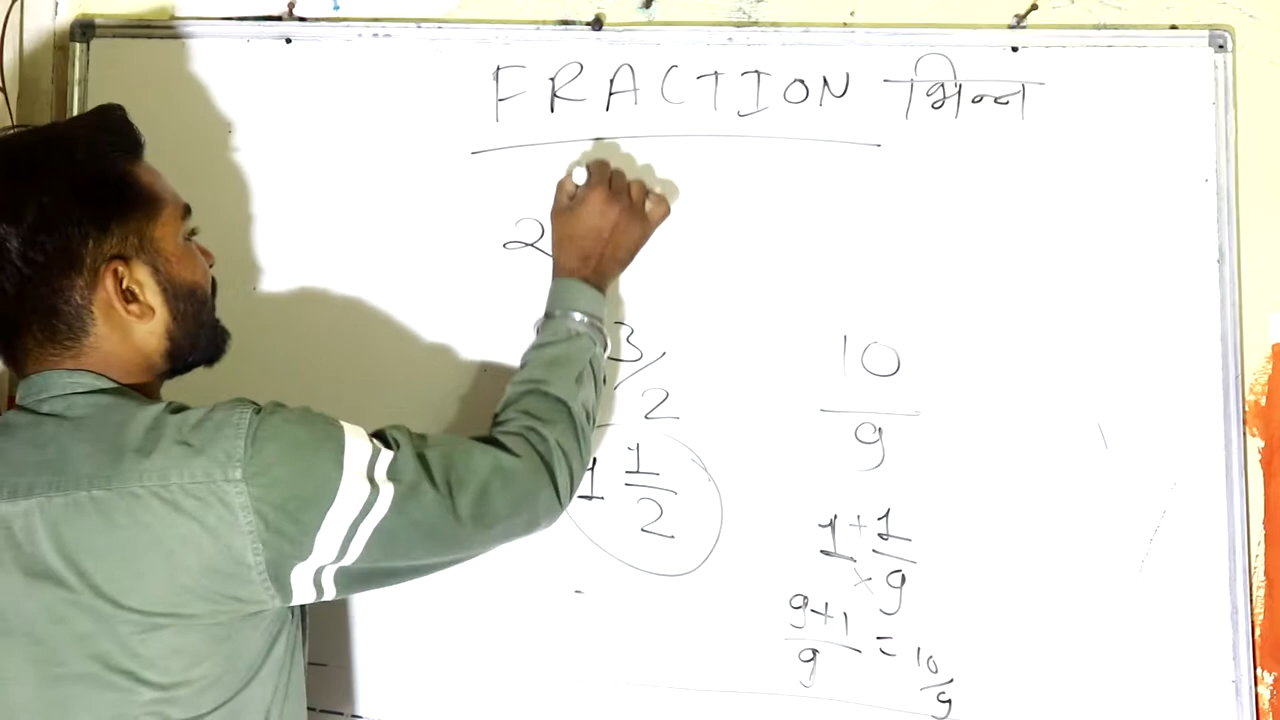 FRACTION भिन्न
2
3/2
1 1/2
10/9
1 + 1/9
×
9+1/9 = 10/9